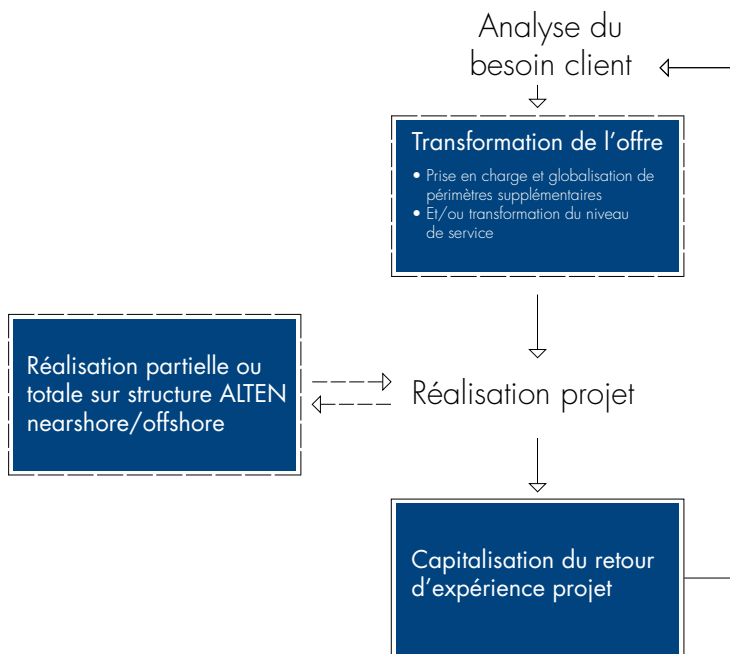 Analyse du
besoin client
Transformation de l'offre
• Prise en charge et globalisation de
périmètres supplémentaires
• Et/ou transformation du niveau
de service
Réalisation partielle ou
totale sur structure ALTEN
nearshore/offshore
Réalisation projet
Capitalisation du retour
d'expérience projet